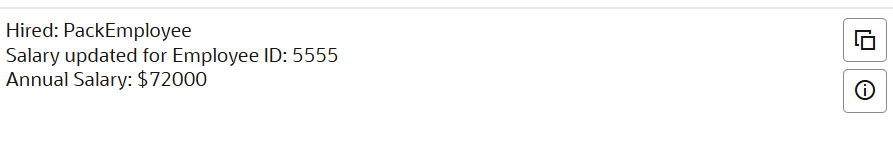 Hired: PackEmployee
Salary updated for Employee ID: 5555
Annual Salary: $72000